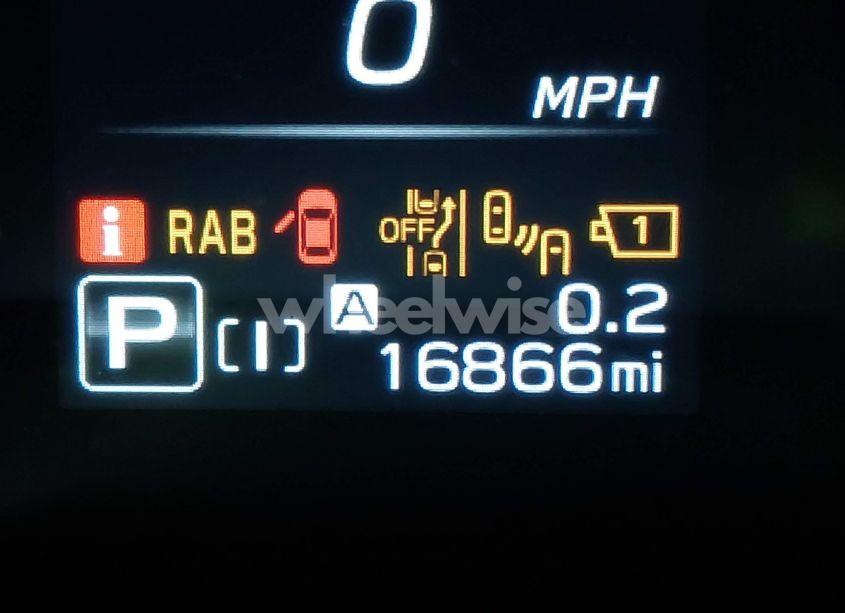 0
MPH
i RAB OFF 1
P [I] A 0.2
16866mi
wheelwise